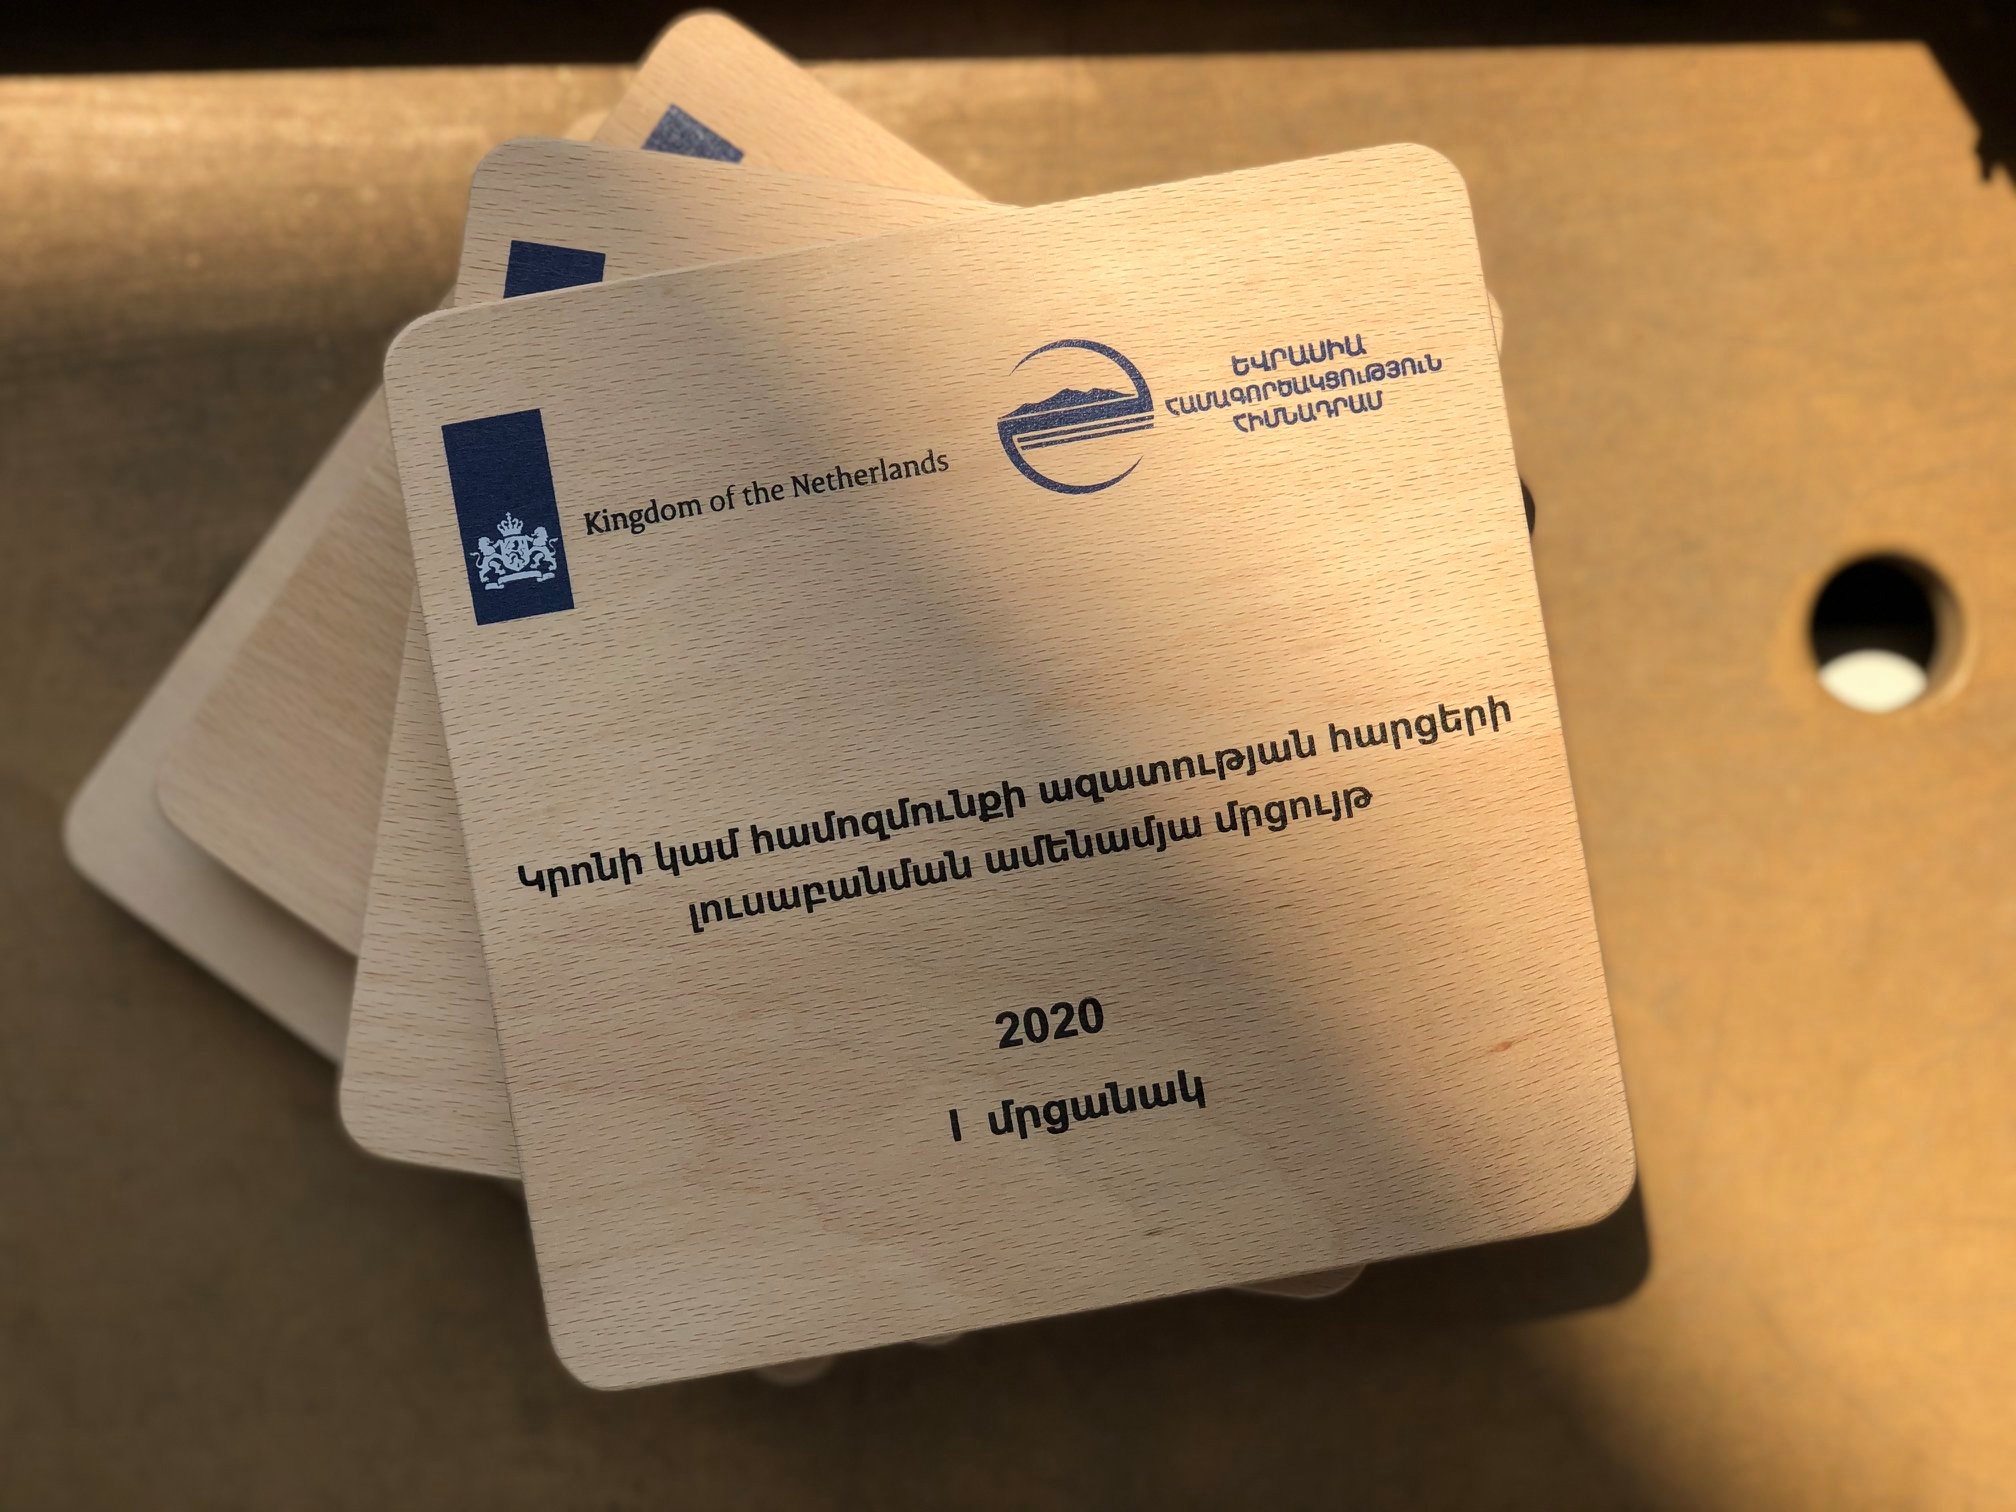 Kingdom of the Netherlands
ԵՎՐԱՍԻԱ
ՀԱՄԱԳՈՐԾԱԿՑՈՒԹՅՈՒՆ
ՀԻՄՆԱԴՐԱՄ
Կրոնի կամ համոզմունքի ազատության հարցերի
լուսաբանման ամենամյա մրցույթ
2020
I մրցանակ